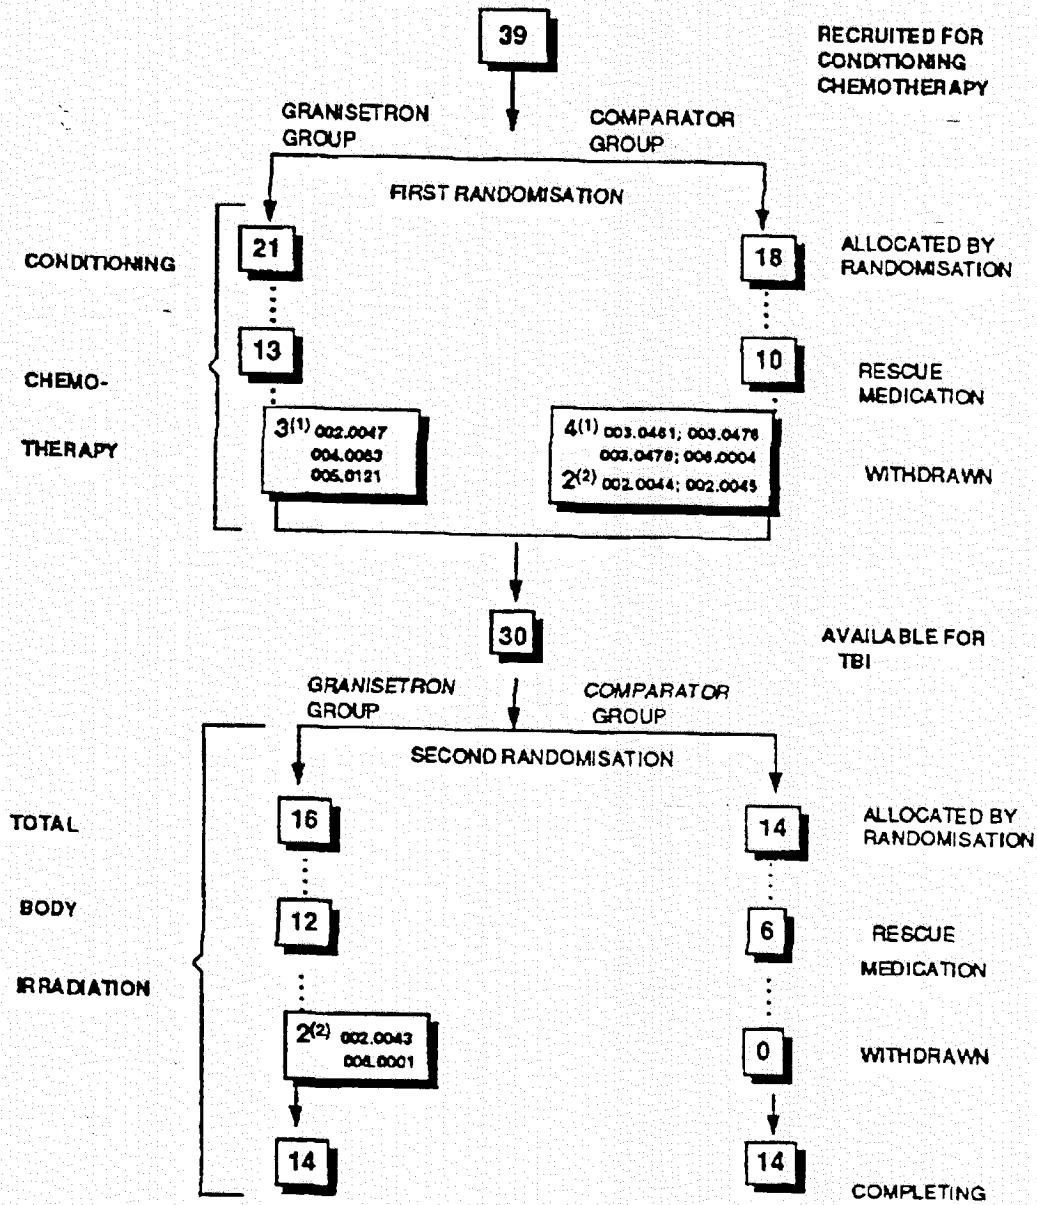 39
RECRUITED FOR
CONDITIONING
CHEMOTHERAPY
GRANISETRON
GROUP
COMPARATOR
GROUP
FIRST RANDOMISATION
CONDITIONING
CHEMO-
THERAPY
21
18
ALLOCATED BY
RANDOMISATION
13
10
RESCUE
MEDICATION
3(1) 002.0047
004.0053
005.0121
4(1) 003.0461; 003.0476
003.0478; 006.0004
2(2) 002.0044; 002.0045
WITHDRAWN
30
AVAILABLE FOR
TBI
GRANISETRON
GROUP
COMPARATOR
GROUP
SECOND RANDOMISATION
TOTAL
BODY
IRRADIATION
16
14
ALLOCATED BY
RANDOMISATION
12
6
RESCUE
MEDICATION
2(2) 002.0043
006.0001
0
WITHDRAWN
14
14
COMPLETING